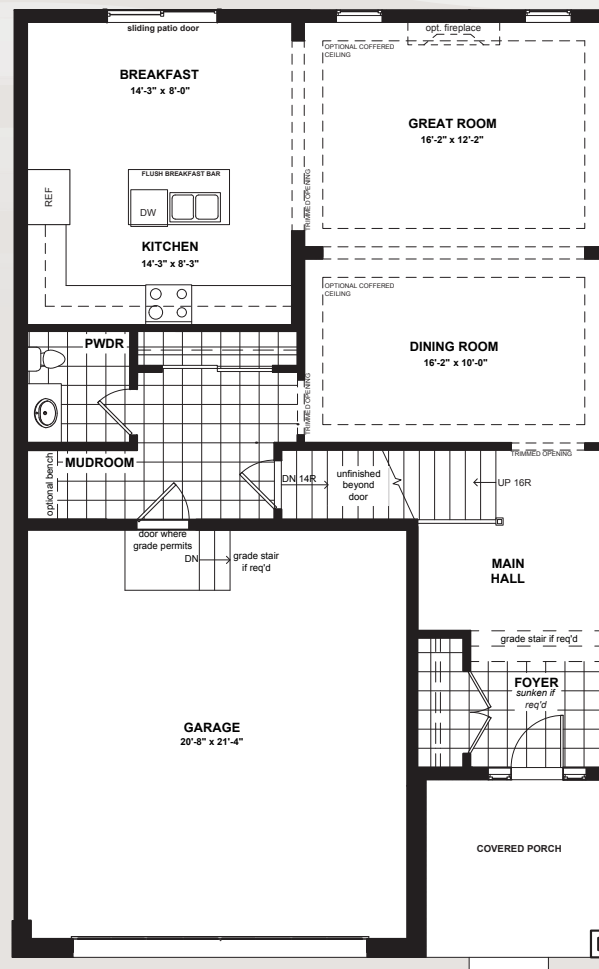 sliding patio door
opt. fireplace
OPTIONAL COFFERED
CEILING
BREAKFAST
14'-3" x 8'-0"
GREAT ROOM
16'-2" x 12'-2"
FLUSH BREAKFAST BAR
REF
DW
TRIMMED OPENING
KITCHEN
14'-3" x 8'-3"
OPTIONAL COFFERED
CEILING
PWDR
DINING ROOM
16'-2" x 10'-0"
TRIMMED OPENING
TRIMMED OPENING
MUDROOM
optional bench
DN 14R
unfinished
beyond
door
UP 16R
door where
grade permits
DN
grade stair
if req'd
MAIN
HALL
grade stair if req'd
FOYER
sunken if
req'd
GARAGE
20'-8" x 21'-4"
COVERED PORCH